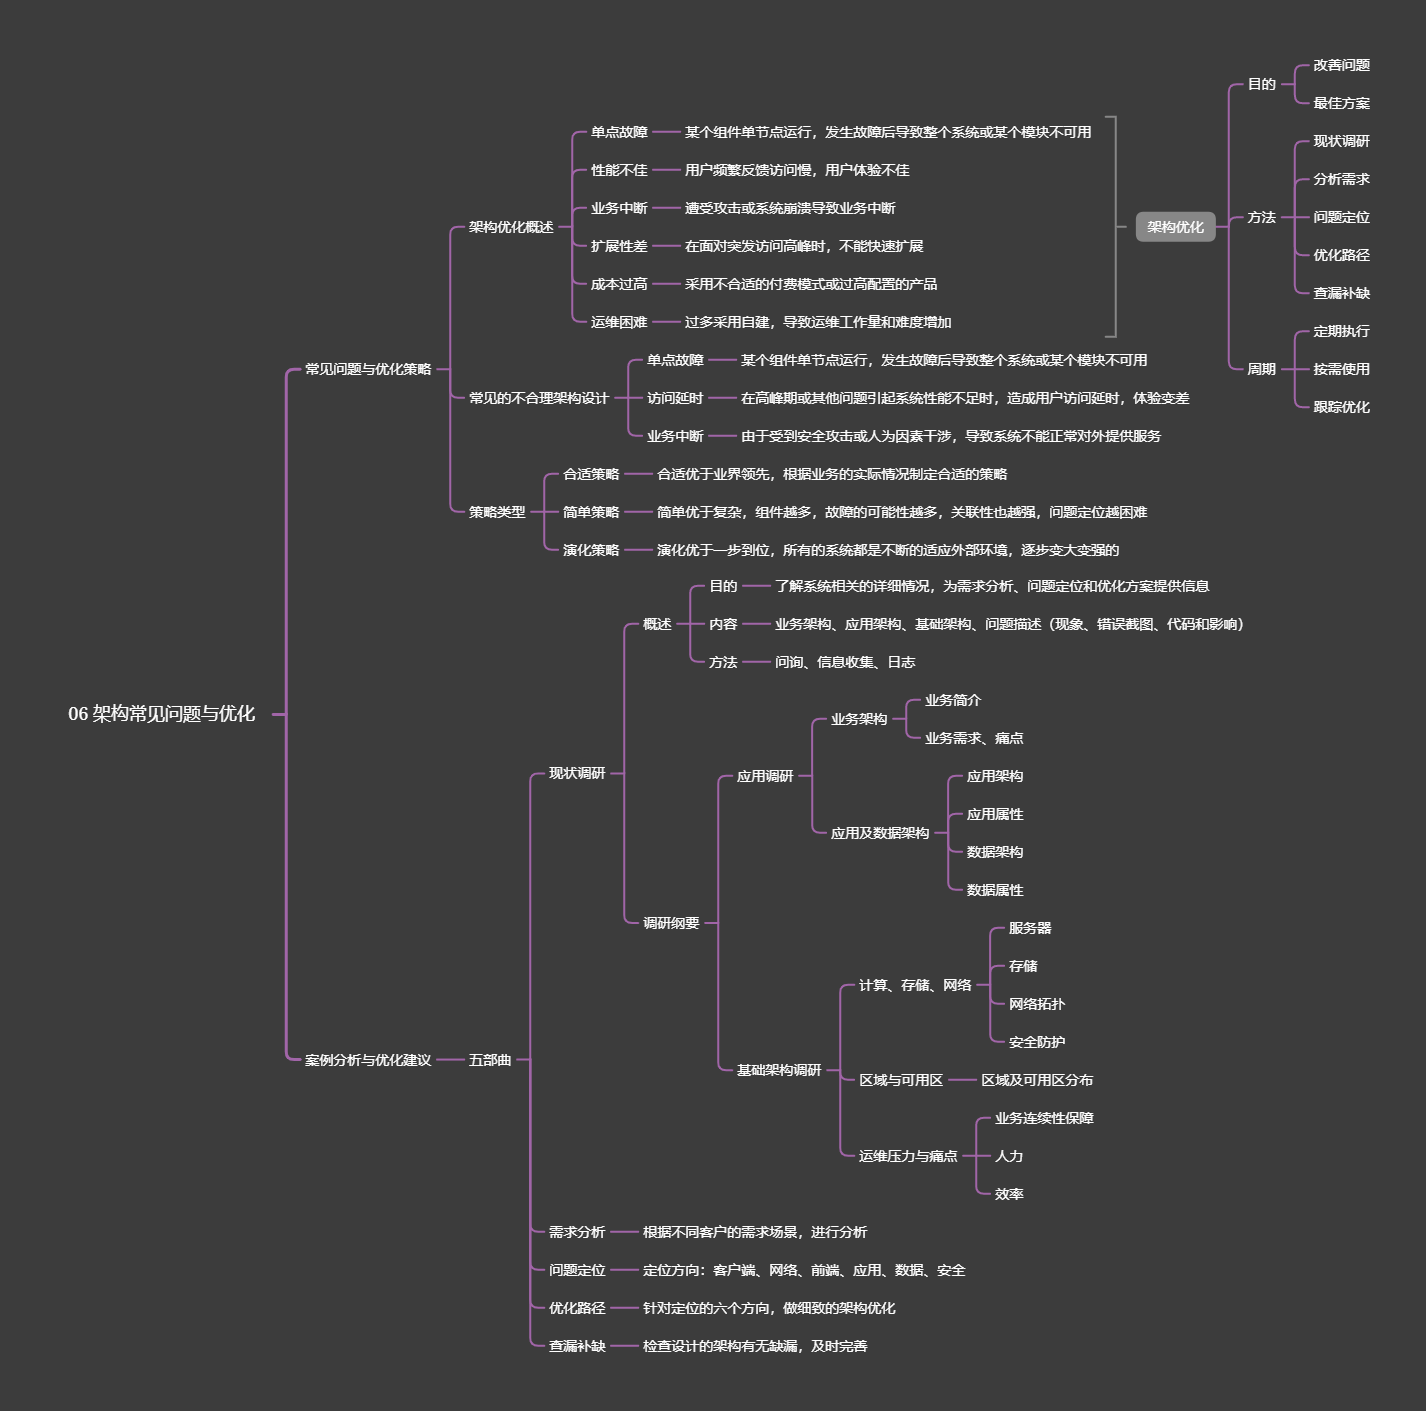 06 架构常见问题与优化
常见问题与优化策略
架构优化概述
单点故障
某个组件单节点运行，发生故障后导致整个系统或某个模块不可用
性能不佳
用户频繁反馈访问慢，用户体验不佳
业务中断
遭受攻击或系统崩溃导致业务中断
扩展性差
在面对突发访问高峰时，不能快速扩展
成本过高
采用不合适的付费模式或过高配置的产品
运维困难
过多采用自建，导致运维工作量和难度增加
架构优化
目的
改善问题
最佳方案
方法
现状调研
分析需求
问题定位
优化路径
查漏补缺
周期
定期执行
按需使用
跟踪优化
常见的不合理架构设计
单点故障
某个组件单节点运行，发生故障后导致整个系统或某个模块不可用
访问延时
在高峰期或其他问题引起系统性能不足时，造成用户访问延时，体验变差
业务中断
由于受到安全攻击或人为因素干涉，导致系统不能正常对外提供服务
策略类型
合适策略
合适优于业界领先，根据业务的实际情况制定合适的策略
简单策略
简单优于复杂，组件越多，故障的可能性越多，关联性也越强，问题定位越困难
演化策略
演化优于一步到位，所有的系统都是不断的适应外部环境，逐步变大变强的
案例分析与优化建议
五部曲
现状调研
概述
目的
了解系统相关的详细情况，为需求分析、问题定位和优化方案提供信息
内容
业务架构、应用架构、基础架构、问题描述（现象、错误截图、代码和影响）
方法
问询、信息收集、日志
调研纲要
应用调研
业务架构
业务简介
业务需求、痛点
应用及数据架构
应用架构
应用属性
数据架构
数据属性
基础架构调研
计算、存储、网络
服务器
存储
网络拓扑
安全防护
区域与可用区
区域及可用区分布
运维压力与痛点
业务连续性保障
人力
效率
需求分析
根据不同客户的需求场景，进行分析
问题定位
定位方向：客户端、网络、前端、应用、数据、安全
优化路径
针对定位的六个方向，做细致的架构优化
查漏补缺
检查设计的架构有无缺漏，及时完善